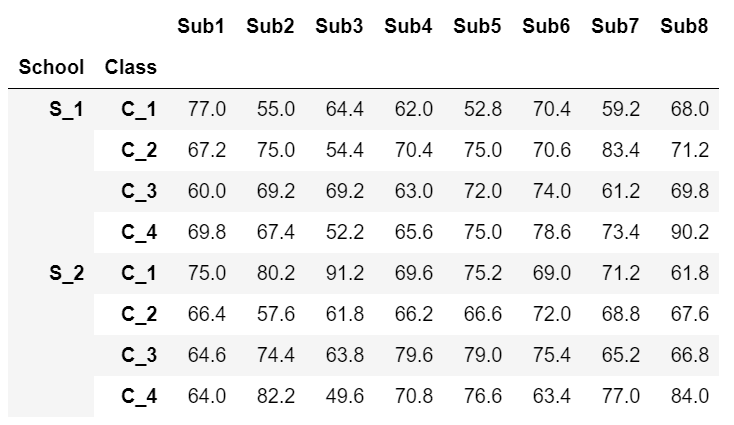 Sub1 Sub2 Sub3 Sub4 Sub5 Sub6 Sub7 Sub8
School Class
S_1 C_1 77.0 55.0 64.4 62.0 52.8 70.4 59.2 68.0
C_2 67.2 75.0 54.4 70.4 75.0 70.6 83.4 71.2
C_3 60.0 69.2 69.2 63.0 72.0 74.0 61.2 69.8
C_4 69.8 67.4 52.2 65.6 75.0 78.6 73.4 90.2
S_2 C_1 75.0 80.2 91.2 69.6 75.2 69.0 71.2 61.8
C_2 66.4 57.6 61.8 66.2 66.6 72.0 68.8 67.6
C_3 64.6 74.4 63.8 79.6 79.0 75.4 65.2 66.8
C_4 64.0 82.2 49.6 70.8 76.6 63.4 77.0 84.0